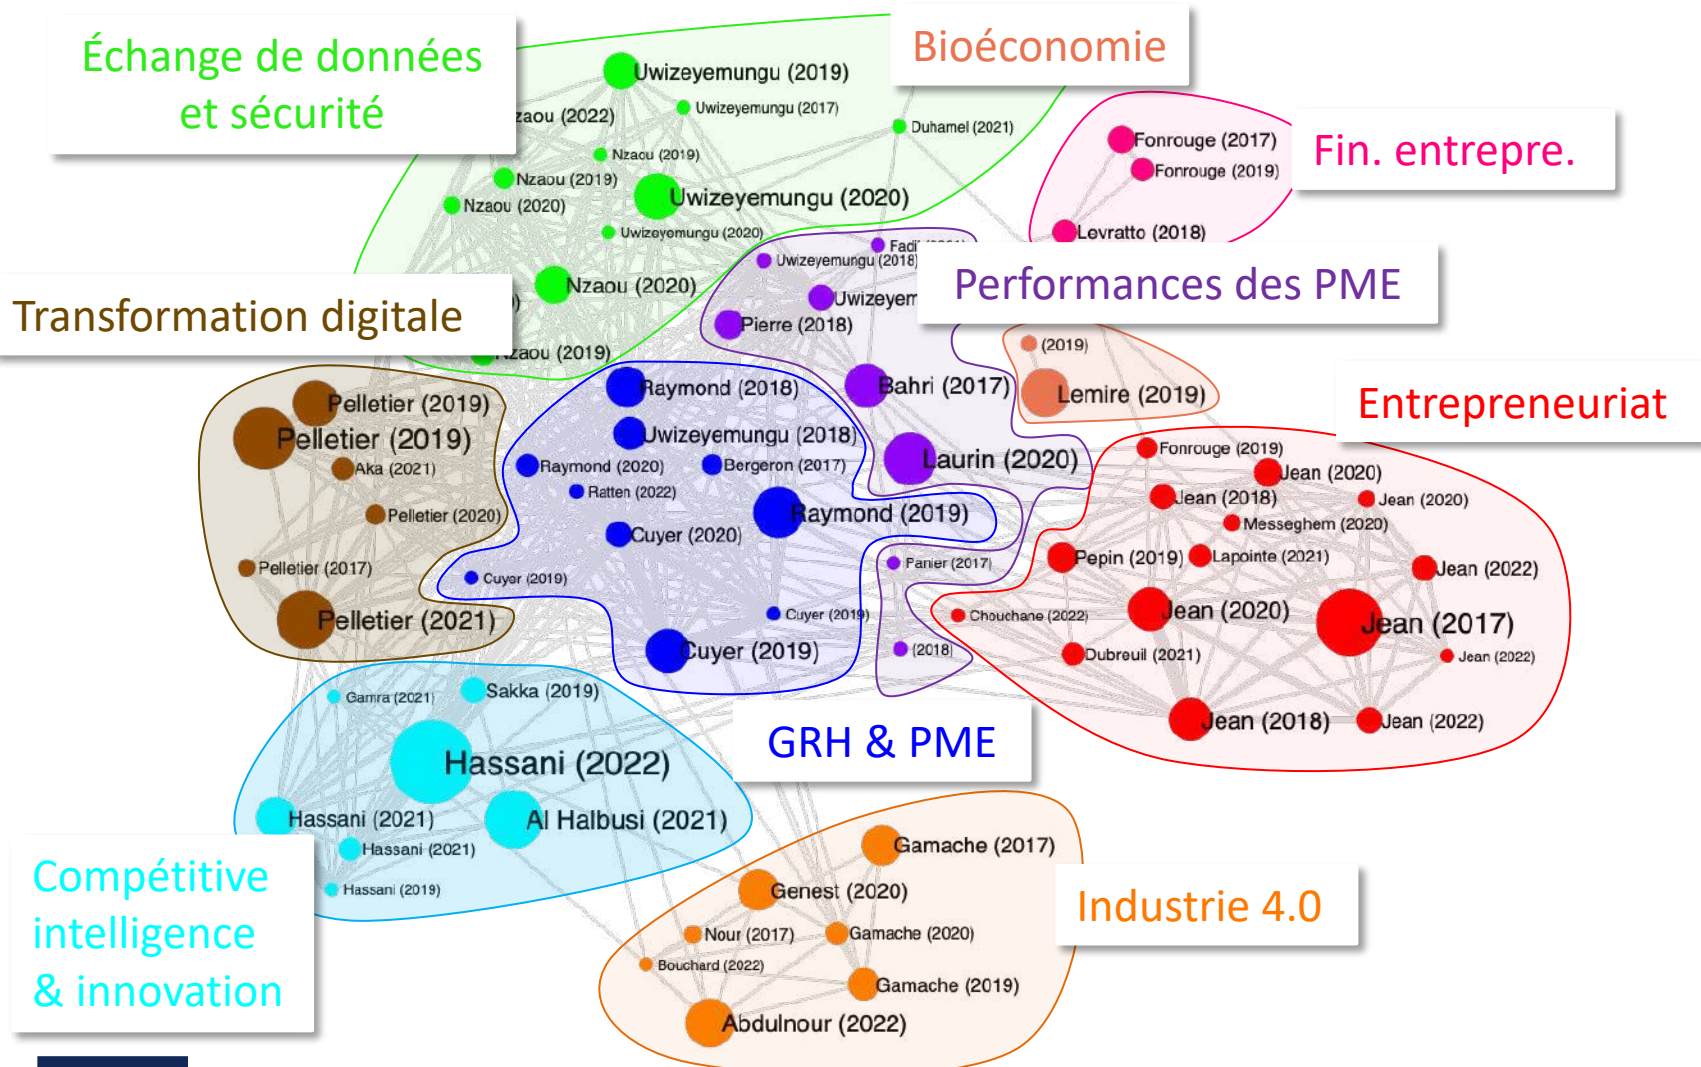 Échange de données
et sécurité
Bioéconomie
Uwizeyemungu (2019)
Uwizeyemungu (2017)
zaou (2022)
Duhamel (2021)
Nzaou (2019)
Nzaou (2019)
Nzaou (2020)
Uwizeyemungu (2020)
Uwizeyemungu (2020)
Nzaou (2020)
Nzaou (2019)
Fonrouge (2017)
Fonrouge (2019)
Levratto (2018)
Fin. entrepre.
Performances des PME
Uwizeyemungu (2018)
Uwizeyem
Pierre (2018)
Bahri (2017)
Laurin (2020)
Panier (2017)
(2018)
(2019)
Lemire (2019)
Transformation digitale
Pelletier (2019)
Pelletier (2019)
Aka (2021)
Pelletier (2020)
Pelletier (2017)
Pelletier (2021)
Raymond (2018)
Uwizeyemungu (2018)
Raymond (2020)
Bergeron (2017)
Ratten (2022)
Raymond (2019)
Cuyer (2020)
Cuyer (2019)
Cuyer (2019)
Cuyer (2019)
GRH & PME
Entrepreneuriat
Fonrouge (2019)
Jean (2020)
Jean (2018)
Jean (2020)
Messeghem (2020)
Pepin (2019)
Lapointe (2021)
Jean (2022)
Jean (2020)
Jean (2017)
Chouchane (2022)
Dubreuil (2021)
Jean (2022)
Jean (2018)
Jean (2022)
Gamra (2021)
Sakka (2019)
Hassani (2022)
Hassani (2021)
Al Halbusi (2021)
Hassani (2021)
Hassani (2019)
Compétitive
intelligence
& innovation
Gamache (2017)
Genest (2020)
Nour (2017)
Gamache (2020)
Bouchard (2022)
Gamache (2019)
Abdulnour (2022)
Industrie 4.0